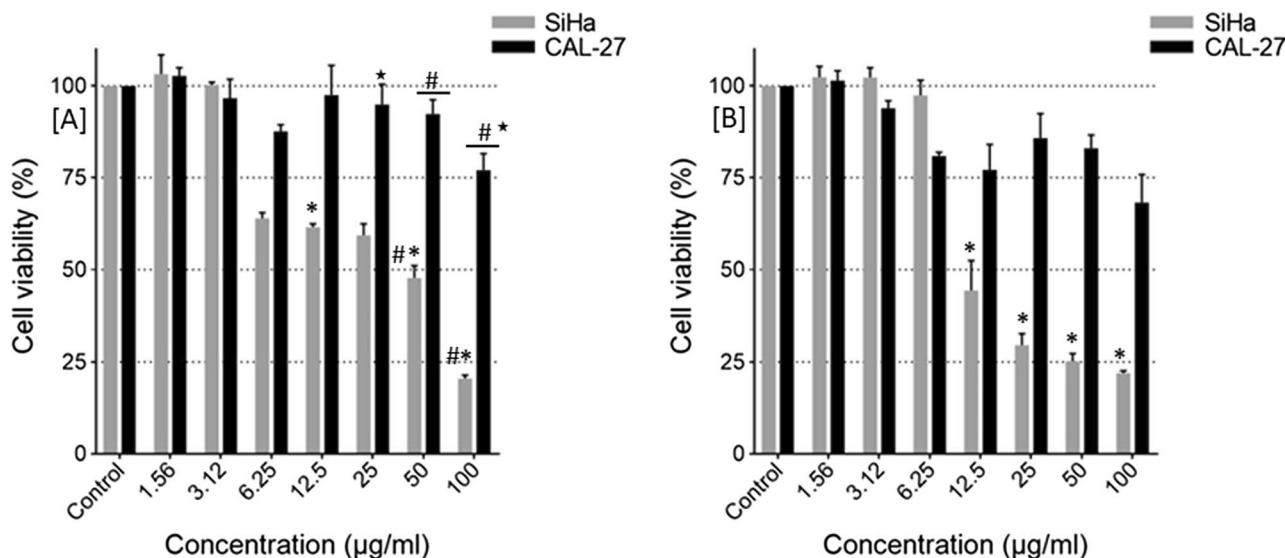 SiHa
CAL-27
[A]
Cell viability (%)
100
75
50
25
0
★
#
# ★
*
#*
#*
Control
1.56
3.12
6.25
12.5
25
50
100
Concentration (µg/ml)
SiHa
CAL-27
[B]
Cell viability (%)
100
75
50
25
0
*
*
*
*
Control
1.56
3.12
6.25
12.5
25
50
100
Concentration (µg/ml)